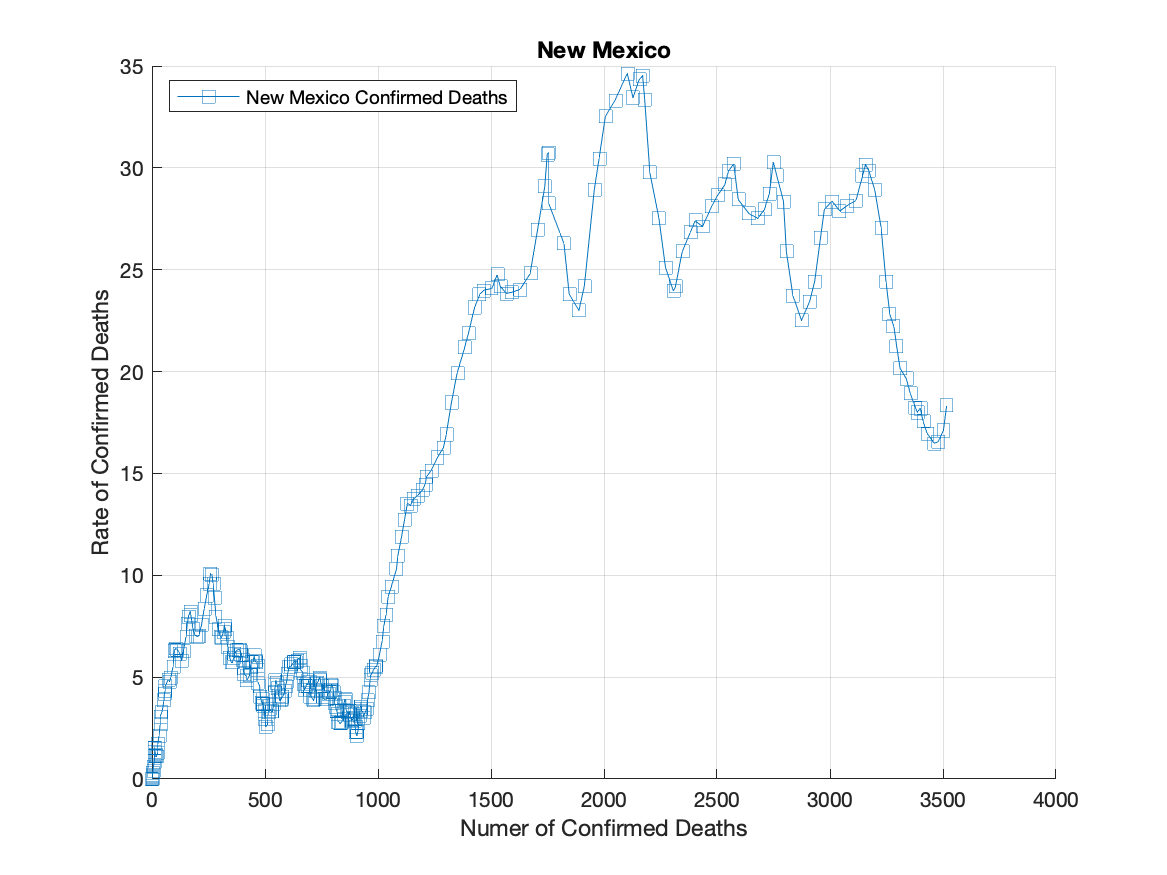 New Mexico
New Mexico Confirmed Deaths
35
30
25
20
15
10
5
0
Rate of Confirmed Deaths
0 500 1000 1500 2000 2500 3000 3500 4000
Numer of Confirmed Deaths